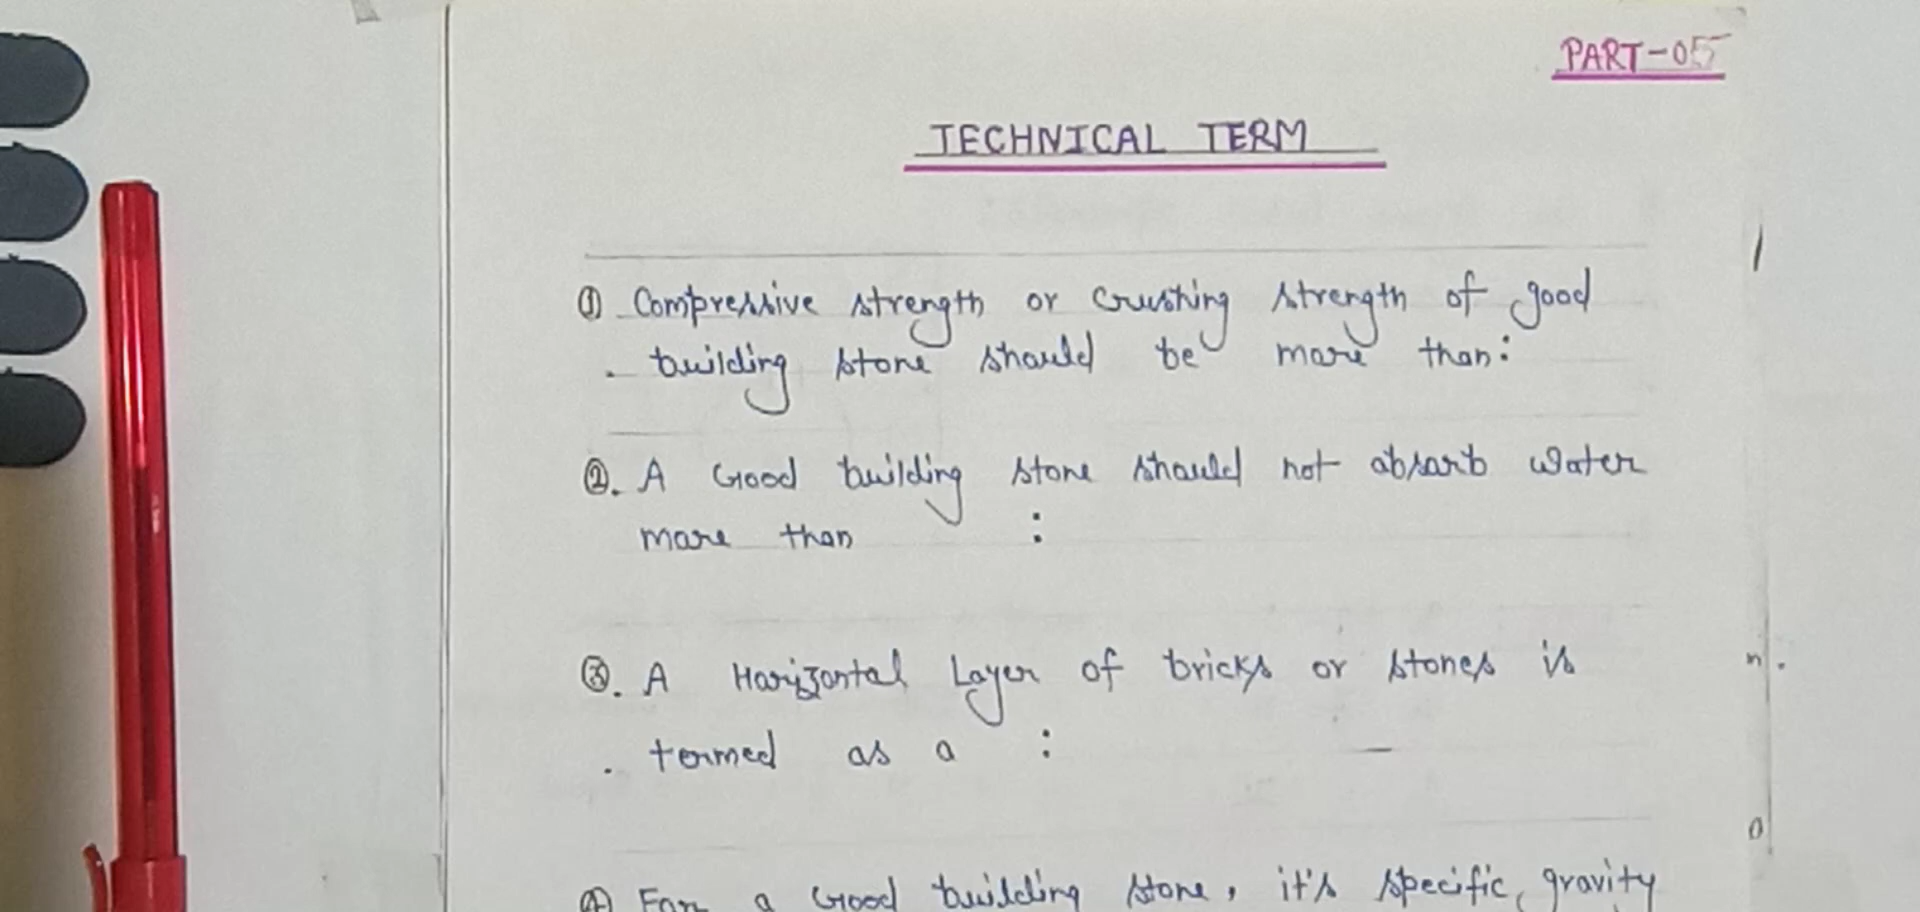 PART-05
TECHNICAL TERM
① Compressive strength or crushing strength of good
building stone should be more than:
②. A Good building stone should not absorb water
more than :
③. A Horizontal Layer of bricks or stones is
termed as a : —
④ For a Good building stone, it's specific gravity
n.